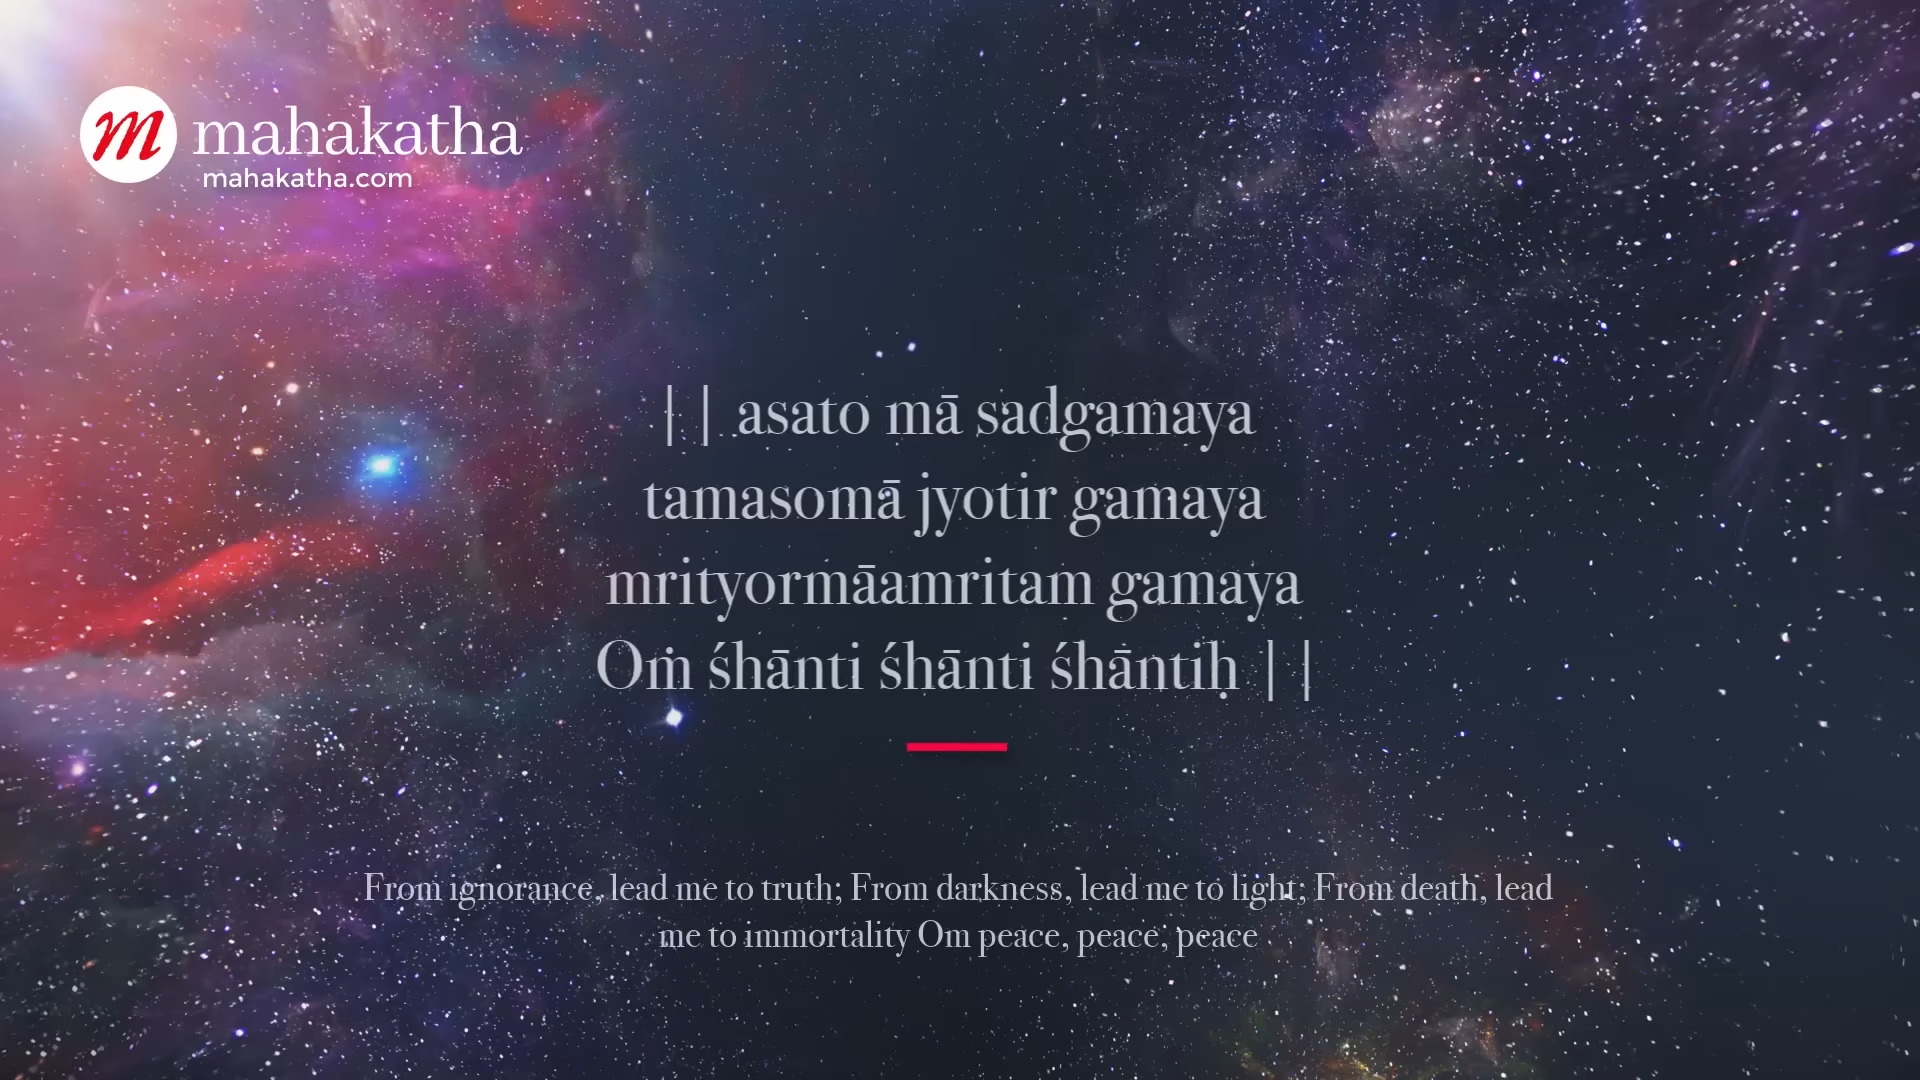 m mahakatha
mahakatha.com
|| asato mā sadgamaya
tamasomā jyotir gamaya
mrityormāamritam gamaya
Oṁ śhānti śhānti śhāntiḥ ||
From ignorance, lead me to truth; From darkness, lead me to light; From death, lead
me to immortality Om peace, peace, peace